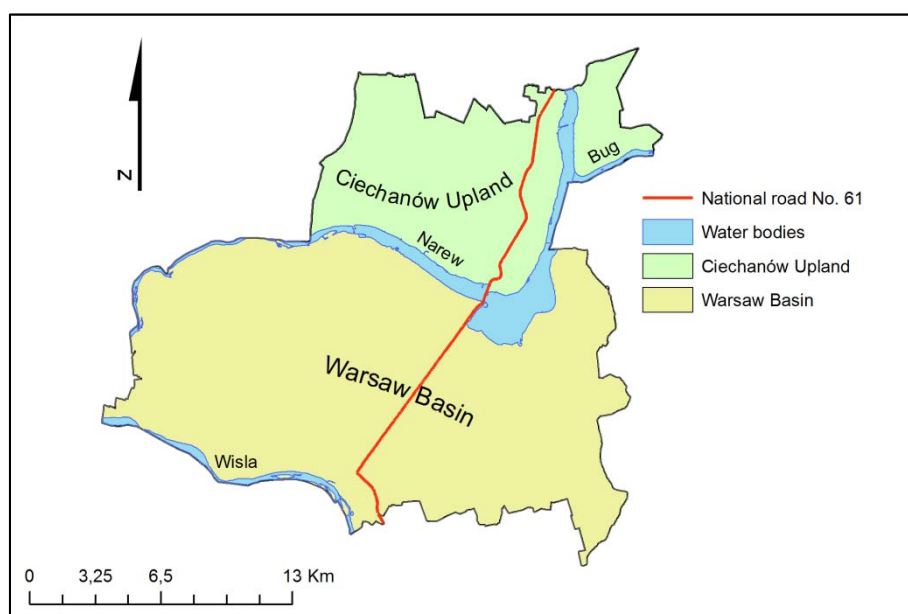 N
Ciechanów Upland
Bug
Narew
Warsaw Basin
Wisla
National road No. 61
Water bodies
Ciechanów Upland
Warsaw Basin
0 3,25 6,5 13 Km